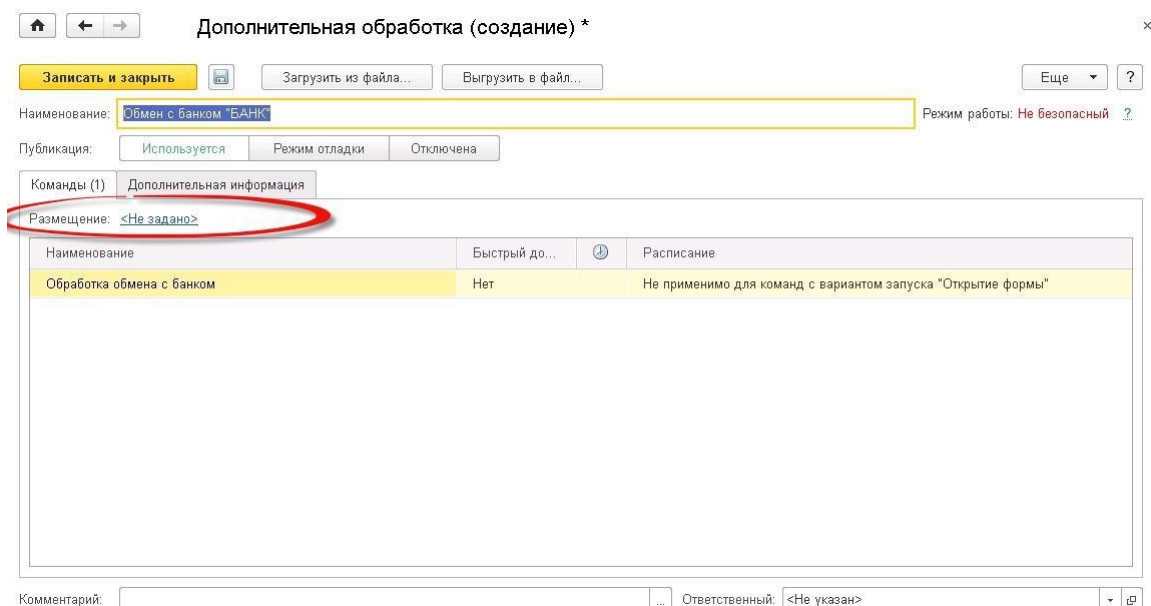 Дополнительная обработка (создание) *
Записать и закрыть Загрузить из файла... Выгрузить в файл... Еще ?
Наименование: Обмен с банком "БАНК" Режим работы: Не безопасный ?
Публикация: Используется Режим отладки Отключена
Команды (1) Дополнительная информация
Размещение: <Не задано>
Наименование Быстрый до... Расписание
Обработка обмена с банком Нет Не применимо для команд с вариантом запуска "Открытие формы"
Комментарий: ... Ответственный: <Не указан>